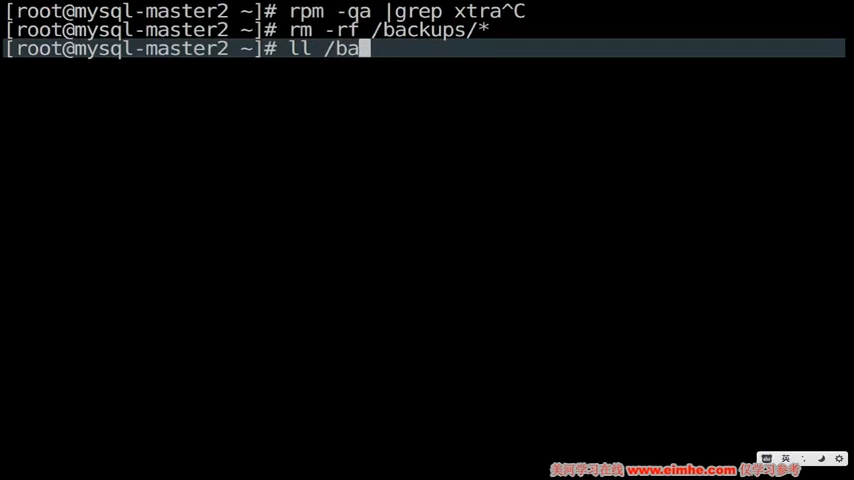 [root@mysql-master2 ~]# rpm -qa |grep xtra^C
[root@mysql-master2 ~]# rm -rf /backups/*
[root@mysql-master2 ~]# ll /ba
英
美河学习在线 www.eimhe.com 仅学习参考